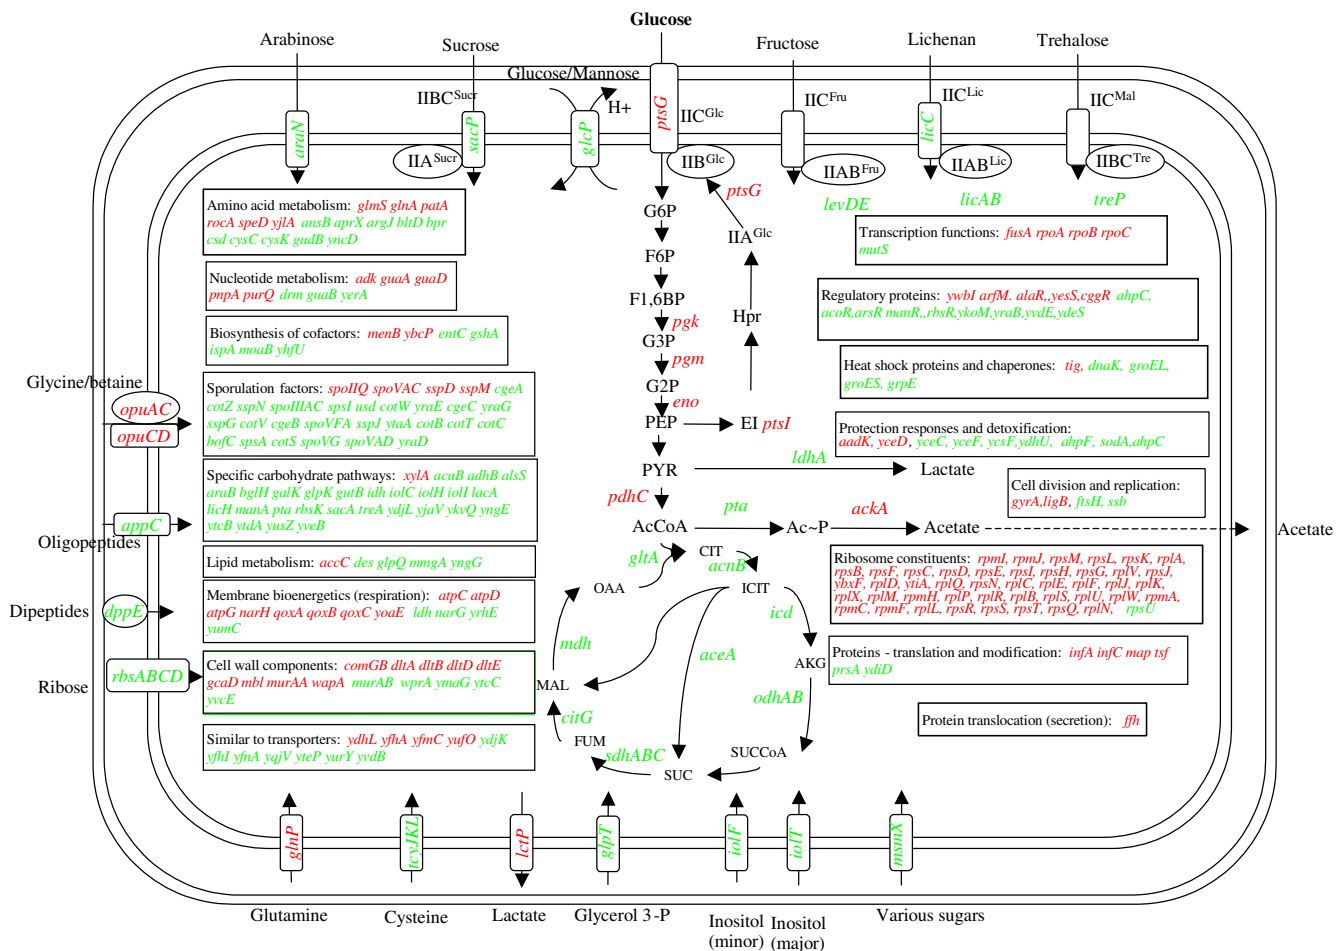 Glucose
Arabinose
Sucrose
Glucose/Mannose
Fructose
Lichenan
Trehalose
IIBC^Sucr
H+
IIC^Glc
IIC^Fru
IIC^Lic
IIC^Mal
araN
sacP
glcP
ptsG
licC
IIA^Sucr
IIB^Glc
IIAB^Fru
IIAB^Lic
IIBC^Tre
ptsG
levDE
licAB
treP
Amino acid metabolism: glmS glnA patA
rocA speD yjlA ansB aprX argJ bltD bpr
csd cysC cysK gudB yncD
Nucleotide metabolism: adk guaA guaD
pnpA purQ drm guaB yerA
Biosynthesis of cofactors: menB ybcP entC gshA
ispA moaB yhfU
Sporulation factors: spoIIQ spoVAC sspD sspM cgeA
cotZ sspN spoIIIAC spsI usd cotW yraE cgeC yraG
sspG cotV cgeB spoVFA sspJ ytaA cotB cotT cotC
bofC spsA cotS spoVG spoVAD yraD
Specific carbohydrate pathways: xylA acuB adhB alsS
araB bglH galK glpK gutB idh iolC iolH iolI lacA
licH manA pta rbsK sacA treA ydjL yjaV ykvQ yngE
ytcB ytdA yusZ yveB
Lipid metabolism: accC des glpQ mmgA yngG
Membrane bioenergetics (respiration): atpC atpD
atpG narH qoxA qoxB qoxC yoaE ldh narG yrhE
yumC
Cell wall components: comGB dltA dltB dltD dltE
gcaD mbl murAA wapA murAB wprA ymaG ytcC
yvcE
Similar to transporters: ydhL yfhA yfmC yufO ydjK
yfhI yfnA yqjV yteP yurY yvdB
Glycine/betaine
opuAC
opuCD
appC
Oligopeptides
Dipeptides
dppE
rbsABCD
Ribose
G6P
F6P
F1,6BP
pgk
G3P
pgm
G2P
eno
PEP
EI ptsI
Hpr
IIA^Glc
PYR
ldhA
Lactate
pdhC
AcCoA
pta
Ac~P
ackA
Acetate
Acetate
gltA
CIT
acnB
OAA
ICIT
icd
mdh
aceA
AKG
MAL
odhAB
citG
FUM
sdhABC
SUCCoA
SUC
Transcription functions: fusA rpoA rpoB rpoC
mutS
Regulatory proteins: ywbI arfM. alaR,,yesS,cggR ahpC,
acoR,arsR manR,,rbsR,ykoM,yraB,yvdE,ydeS
Heat shock proteins and chaperones: tig, dnaK, groEL,
groES, grpE
Protection responses and detoxification:
aadK, yceD, yceC, yceF, ycsF,ydhU, ahpF, sodA,ahpC
Cell division and replication:
gyrA,ligB, ftsH, ssb
Ribosome constituents: rpmI, rpmJ, rpsM, rpsL, rpsK, rplA,
rpsB, rpsF, rpsC, rpsD, rpsE, rpsI, rpsH, rpsG, rplV, rpsJ,
ybxF, rplD, ytiA, rplQ, rpsN, rplC, rplE, rplF, rplJ, rplK,
rplX, rplM, rpmH, rplP, rplR, rplB, rplS, rplU, rplW, rpmA,
rpmC, rpmF, rplL, rpsR, rpsS, rpsT, rpsQ, rplN, rpsU
Proteins - translation and modification: infA infC map tsf
prsA ydiD
Protein translocation (secretion): ffh
glnP
tcyJKL
lctP
glpT
iolF
iolT
msmX
Glutamine
Cysteine
Lactate
Glycerol 3-P
Inositol
(minor)
Inositol
(major)
Various sugars